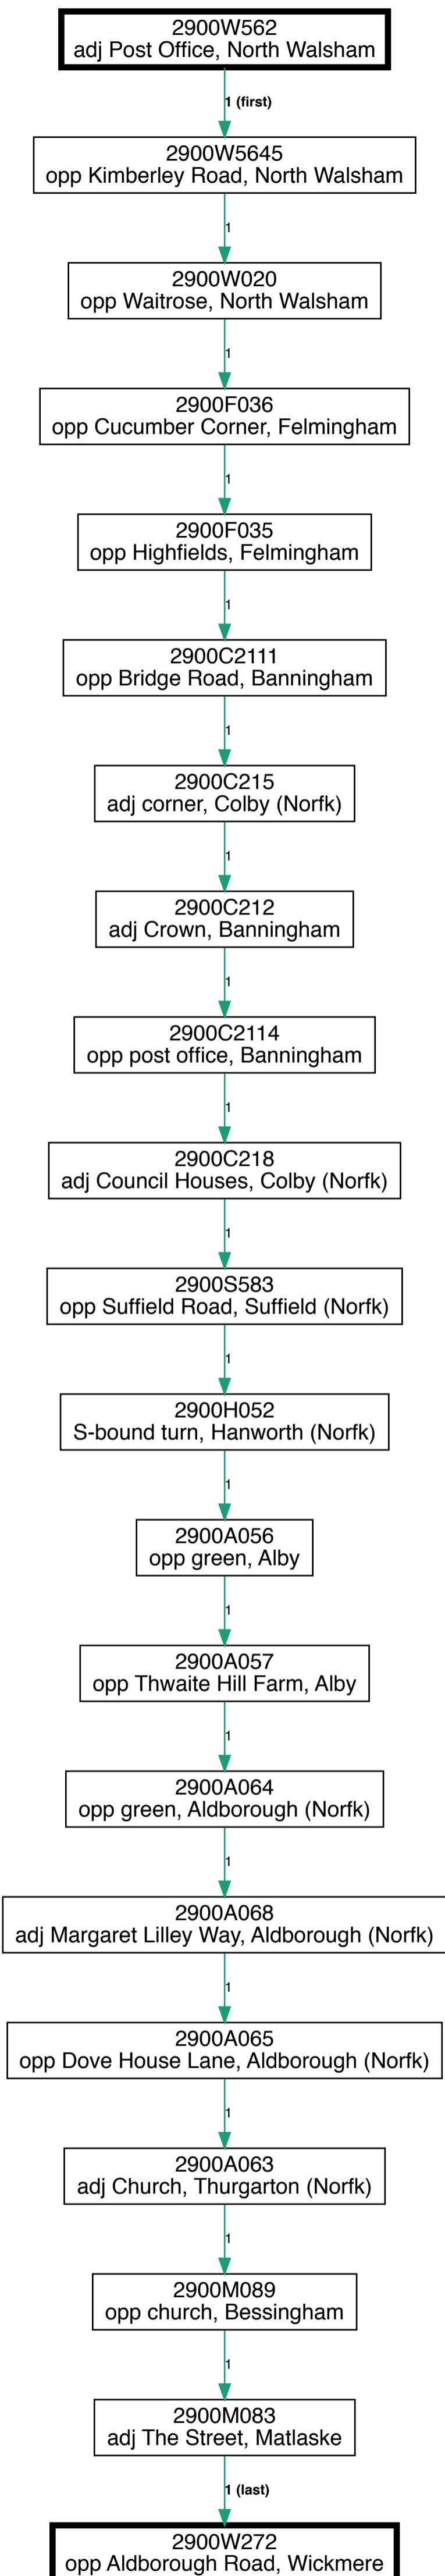 2900W562
adj Post Office, North Walsham
1 (first)
2900W5645
opp Kimberley Road, North Walsham
1
2900W020
opp Waitrose, North Walsham
1
2900F036
opp Cucumber Corner, Felmingham
1
2900F035
opp Highfields, Felmingham
1
2900C2111
opp Bridge Road, Banningham
1
2900C215
adj corner, Colby (Norfk)
1
2900C212
adj Crown, Banningham
1
2900C2114
opp post office, Banningham
1
2900C218
adj Council Houses, Colby (Norfk)
1
2900S583
opp Suffield Road, Suffield (Norfk)
1
2900H052
S-bound turn, Hanworth (Norfk)
1
2900A056
opp green, Alby
1
2900A057
opp Thwaite Hill Farm, Alby
1
2900A064
opp green, Aldborough (Norfk)
1
2900A068
adj Margaret Lilley Way, Aldborough (Norfk)
1
2900A065
opp Dove House Lane, Aldborough (Norfk)
1
2900A063
adj Church, Thurgarton (Norfk)
1
2900M089
opp church, Bessingham
1
2900M083
adj The Street, Matlaske
1 (last)
2900W272
opp Aldborough Road, Wickmere